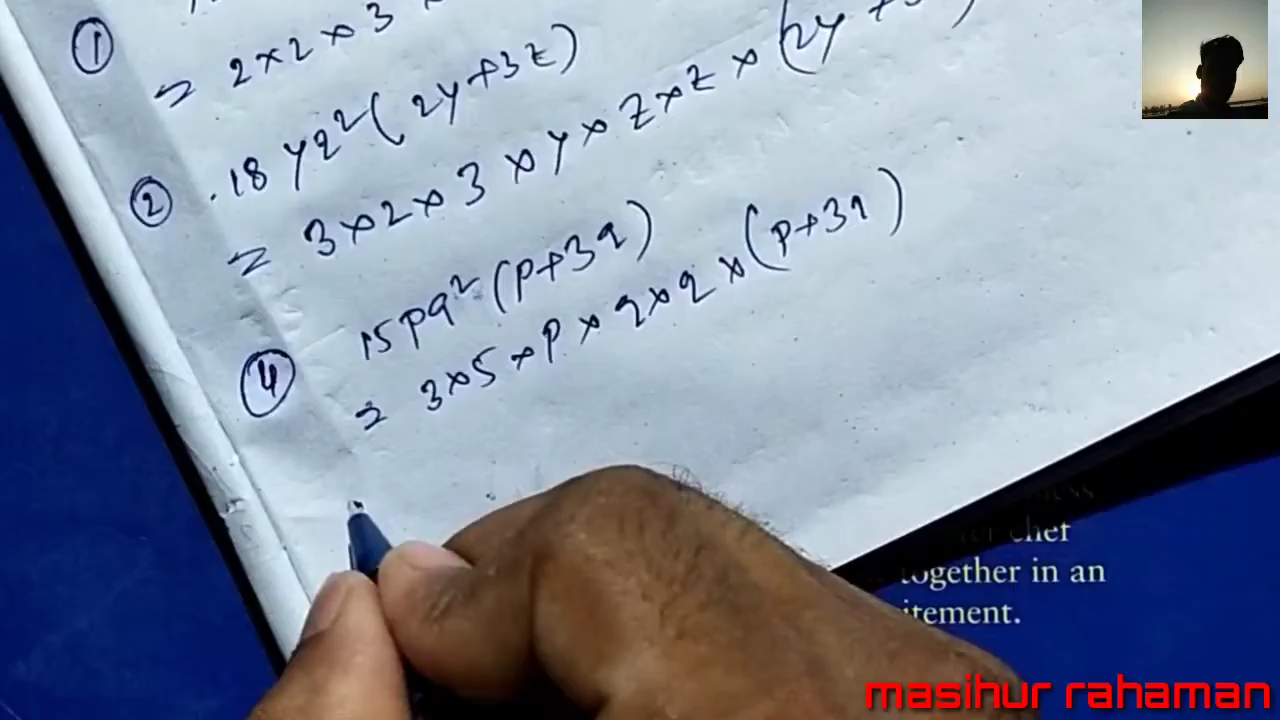 ①
= 2×2×3
② .18yz²(2y+3z)
= 3×2×3×y×z×z×(2y+
④ 15pq²(p+3q)
= 3×5×p×q×q×(p+3q)
chef
together in an
itement.
masihur rahaman